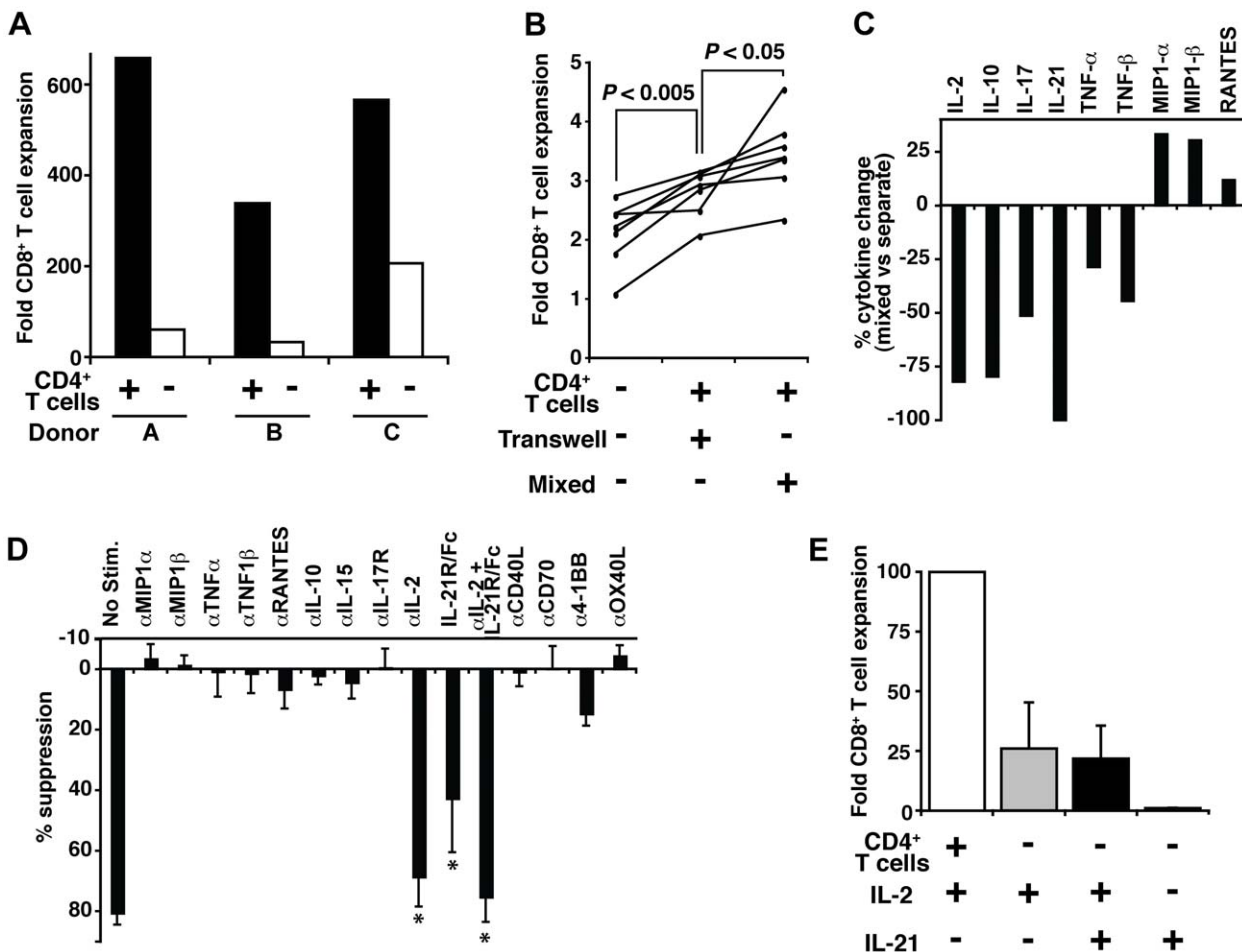 A
Fold CD8⁺ T cell expansion
600
400
200
0
CD4⁺
T cells
+ - + - + -
Donor A B C
B
P < 0.05
P < 0.005
Fold CD8⁺ T cell expansion
5
4
3
2
1
0
CD4⁺
T cells
- + +
Transwell - + -
Mixed - - +
C
IL-2
IL-10
IL-17
IL-21
TNF-α
TNF-β
MIP1-α
MIP1-β
RANTES
% cytokine change
(mixed vs separate)
25
0
-25
-50
-75
-100
D
No Stim.
αMIP1α
αMIP1β
αTNFα
αTNF1β
αRANTES
αIL-10
αIL-15
αIL-17R
αIL-2
IL-21R/Fc
αIL-2 +
IL-21R/Fc
αCD40L
αCD70
α4-1BB
αOX40L
% suppression
-10
0
20
40
60
80
* * *
E
Fold CD8⁺ T cell expansion
100
75
50
25
0
CD4⁺
T cells
+ - - -
IL-2 + + + -
IL-21 - - + +